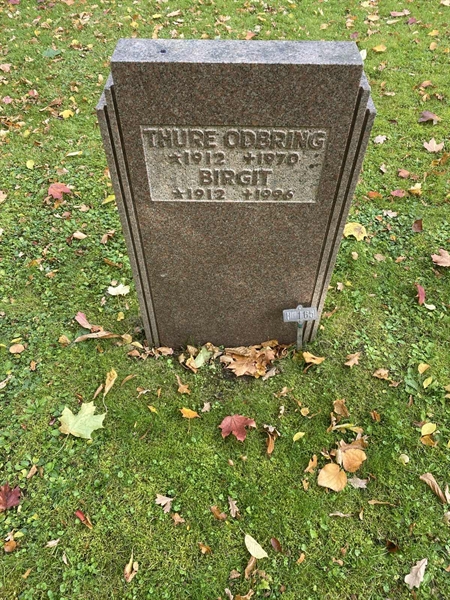 THURE ODBRING
★1912 †1970
BIRGIT
★1912 †1996